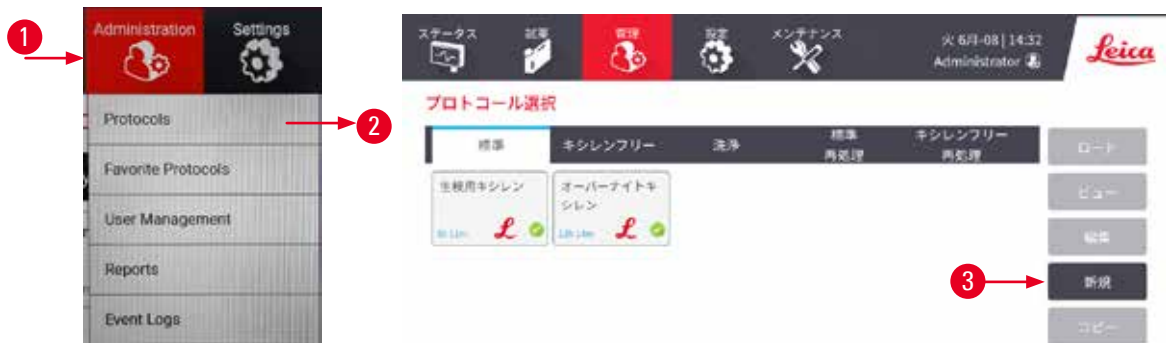 1
Administration
Settings
Protocols
2
Favorite Protocols
User Management
Reports
Event Logs
ステータス
試薬
管理
設定
メンテナンス
火 6月-08 | 14:32
Administrator
Leica
プロトコール選択
標準
キシレンフリー
洗浄
標準
再処理
キシレンフリー
再処理
ロード
生検用キシレン
オーバーナイトキ
シレン
L
L
ビュー
編集
3
新規
コピー